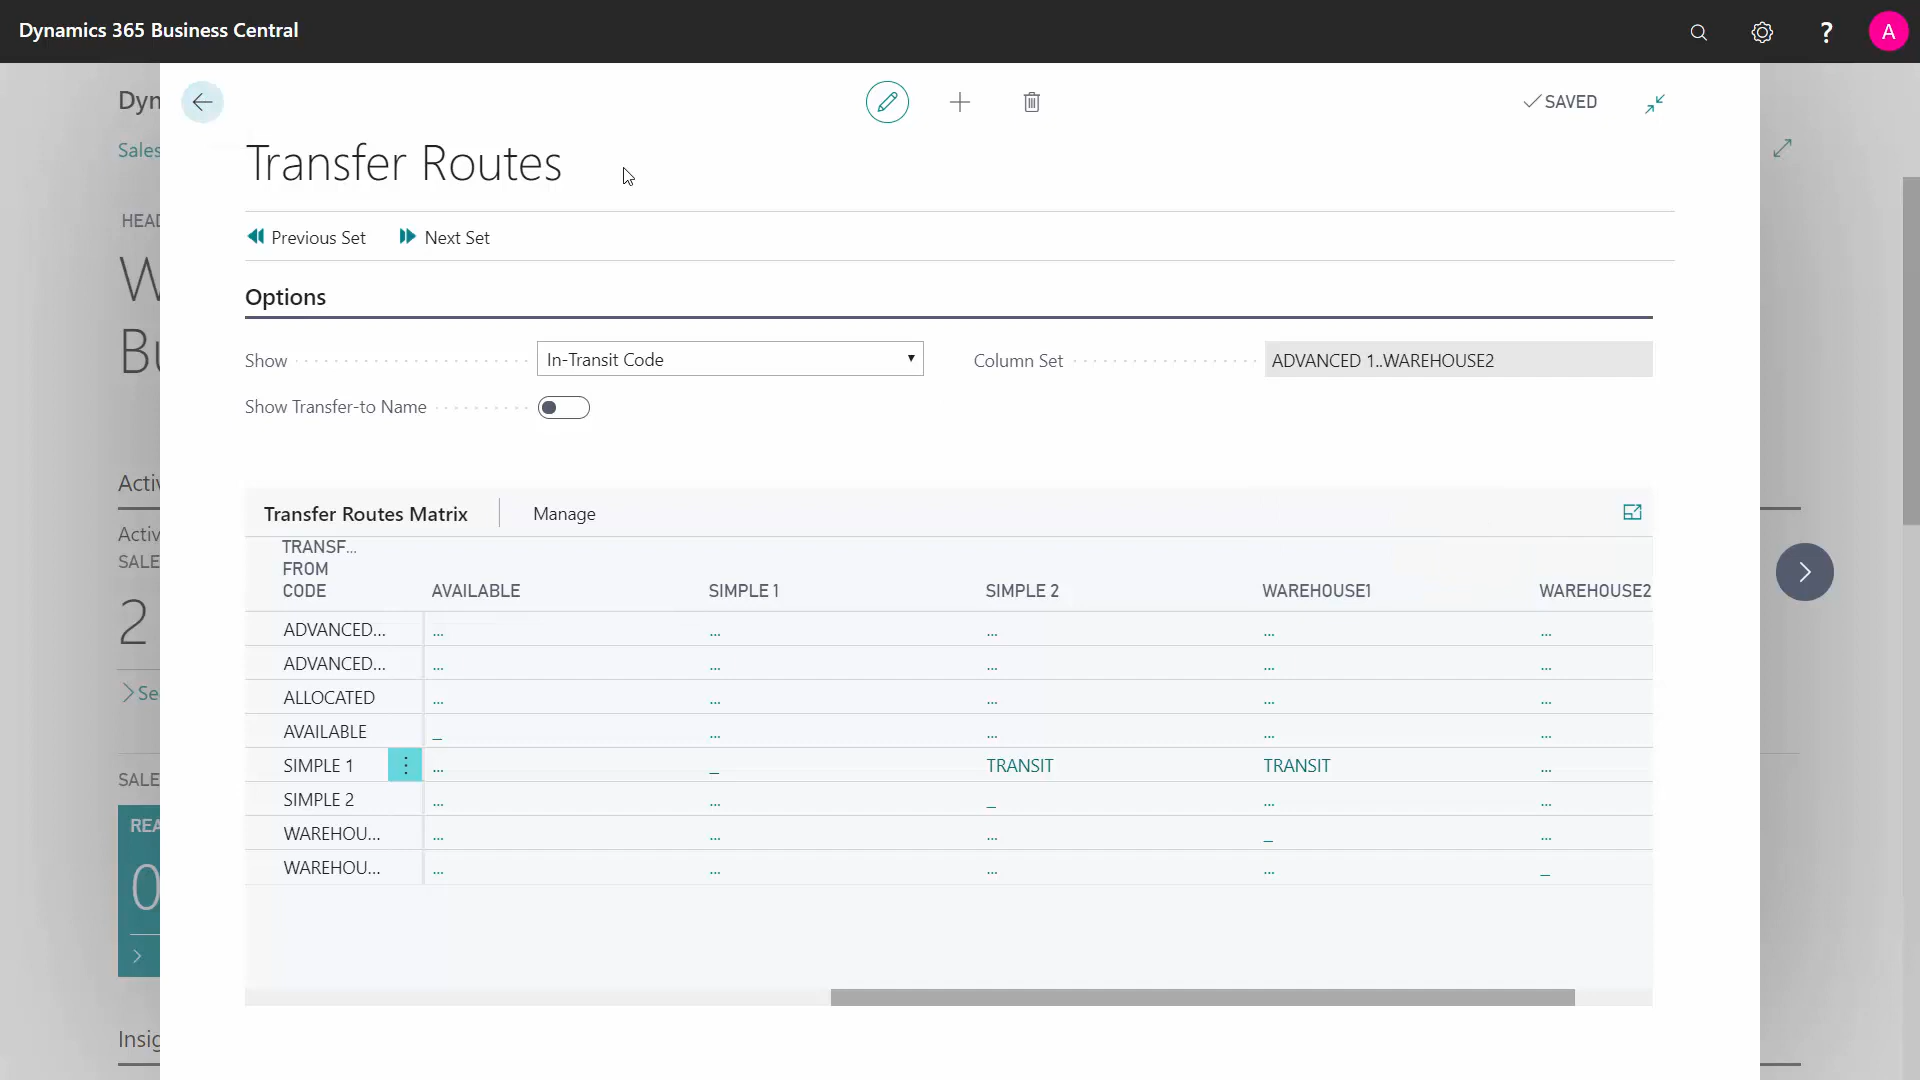 Dynamics 365 Business Central
?
A
Dyn
SAVED
Sales
Transfer Routes
HEAD
Previous Set Next Set
W
Bu
Options
Show In-Transit Code Column Set ADVANCED 1..WAREHOUSE2
Show Transfer-to Name
Activ
Activ
SALE
2
Se
SALE
REA
0
Insig
Transfer Routes Matrix Manage
TRANSF...
FROM
CODE AVAILABLE SIMPLE 1 SIMPLE 2 WAREHOUSE1 WAREHOUSE2
ADVANCED... ... ... ... ... ...
ADVANCED... ... ... ... ... ...
ALLOCATED ... ... ... ... ...
AVAILABLE _ ... ... ... ...
SIMPLE 1 ... _ TRANSIT TRANSIT ...
SIMPLE 2 ... ... _ ... ...
WAREHOU... ... ... ... _ ...
WAREHOU... ... ... ... ... _